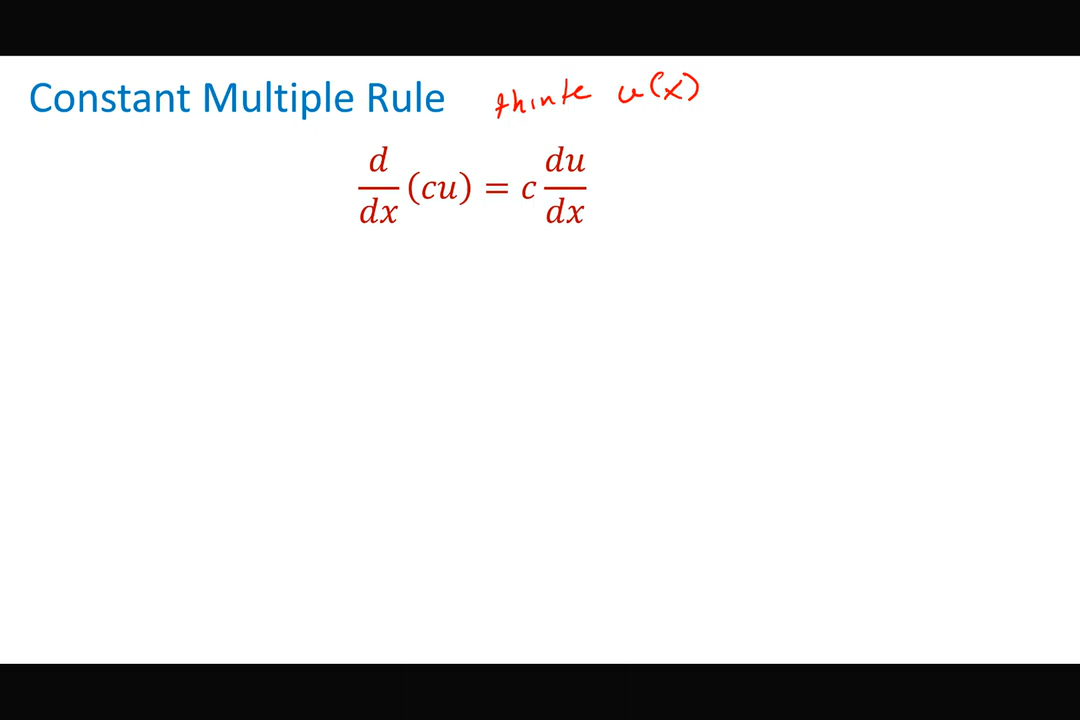 Constant Multiple Rule think u(x)
d/dx (cu) = c du/dx